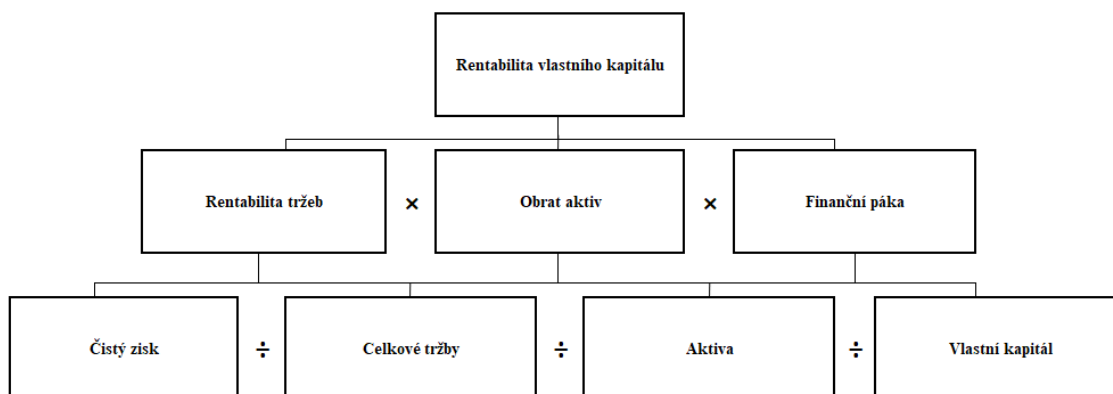 Rentabilita vlastního kapitálu
Rentabilita tržeb × Obrat aktiv × Finanční páka
Čistý zisk ÷ Celkové tržby ÷ Aktiva ÷ Vlastní kapitál